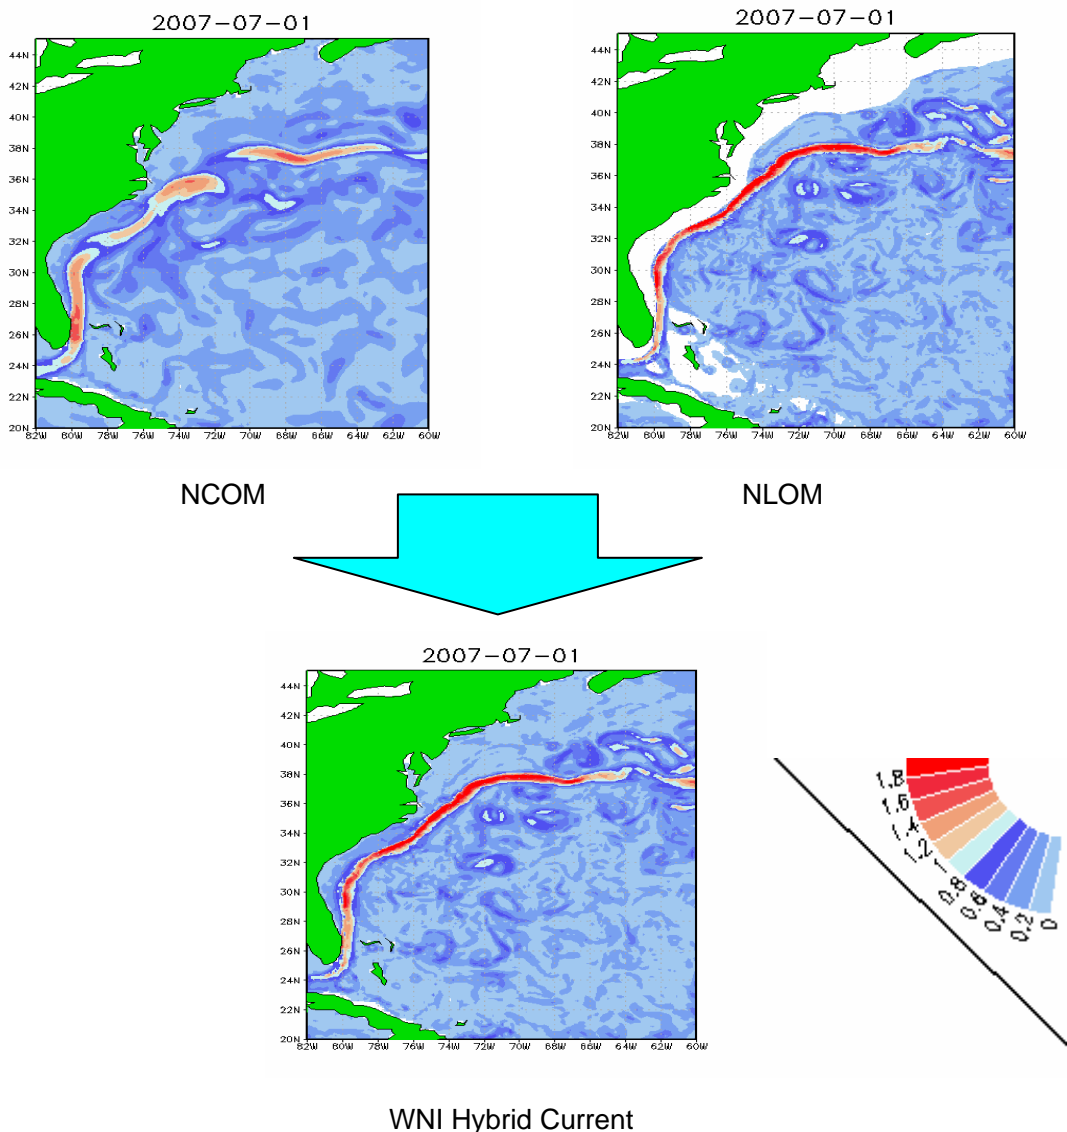 2007-07-01
44N
42N
40N
38N
36N
34N
32N
30N
28N
26N
24N
22N
20N
82W 80W 78W 76W 74W 72W 70W 68W 66W 64W 62W 60W
NCOM
2007-07-01
44N
42N
40N
38N
36N
34N
32N
30N
28N
26N
24N
22N
20N
82W 80W 78W 76W 74W 72W 70W 68W 66W 64W 62W 60W
NLOM
2007-07-01
44N
42N
40N
38N
36N
34N
32N
30N
28N
26N
24N
22N
20N
82W 80W 78W 76W 74W 72W 70W 68W 66W 64W 62W 60W
1.8
1.6
1.4
1.2
1
0.8
0.6
0.4
0.2
0
WNI Hybrid Current